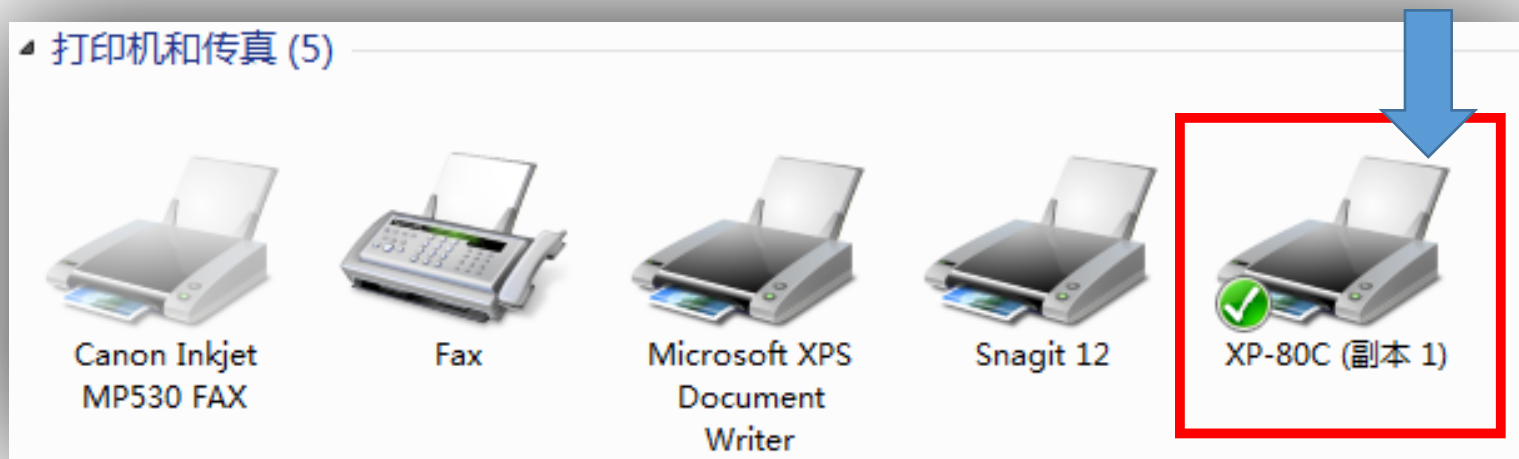 打印机和传真 (5)
Canon Inkjet
MP530 FAX
Fax
Microsoft XPS
Document
Writer
Snagit 12
XP-80C (副本 1)